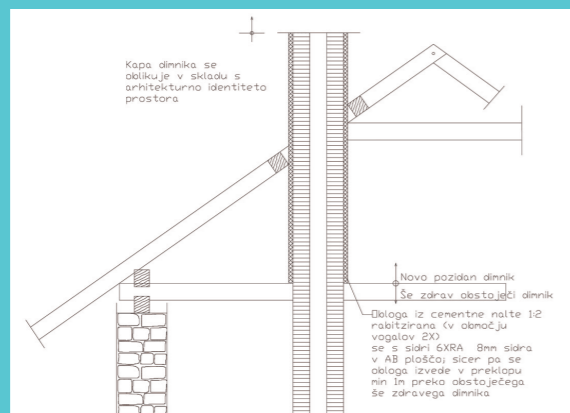 Kapa dimnika se
oblikuje v skladu s
arhitekturno identiteto
prostora
Novo pozidan dimnik
Še zdrav obstoječi dimnik
Obloga iz cementne nalte 1:2
rabitzirana (v območju
vogalov 2X)
se s sidri 6XRA 8mm sidra
v AB ploščo; sicer pa se
obloga izvede v preklopu
min 1m preko obstoječega
še zdravega dimnika